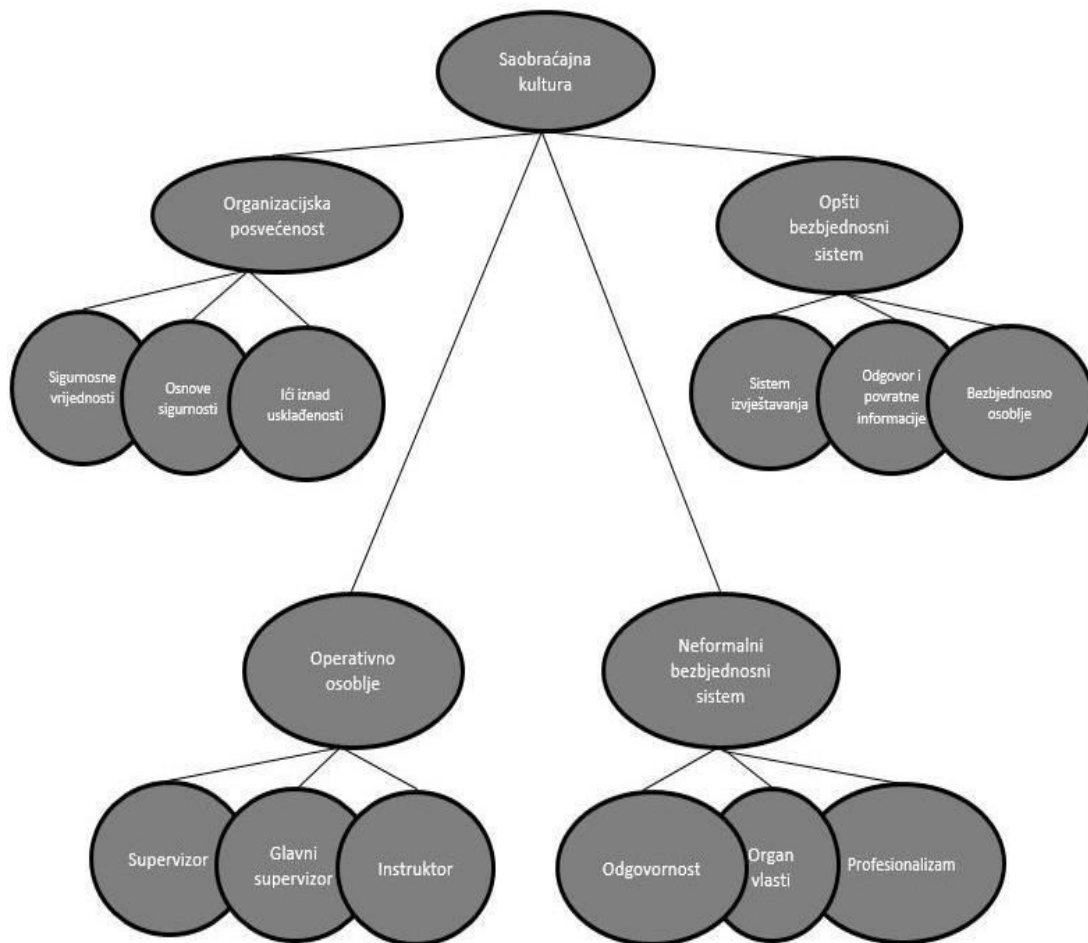 Saobraćajna
kultura
Organizacijska
posvećenost
Opšti
bezbjednosni
sistem
Sigurnosne
vrijednosti
Osnove
sigurnosti
Ići iznad
usklađenosti
Sistem
izvještavanja
Odgovor i
povratne
informacije
Bezbjednosno
osoblje
Operativno
osoblje
Neformalni
bezbjednosni
sistem
Supervizor
Glavni
supervizor
Instruktor
Odgovornost
Organ
vlasti
Profesionalizam